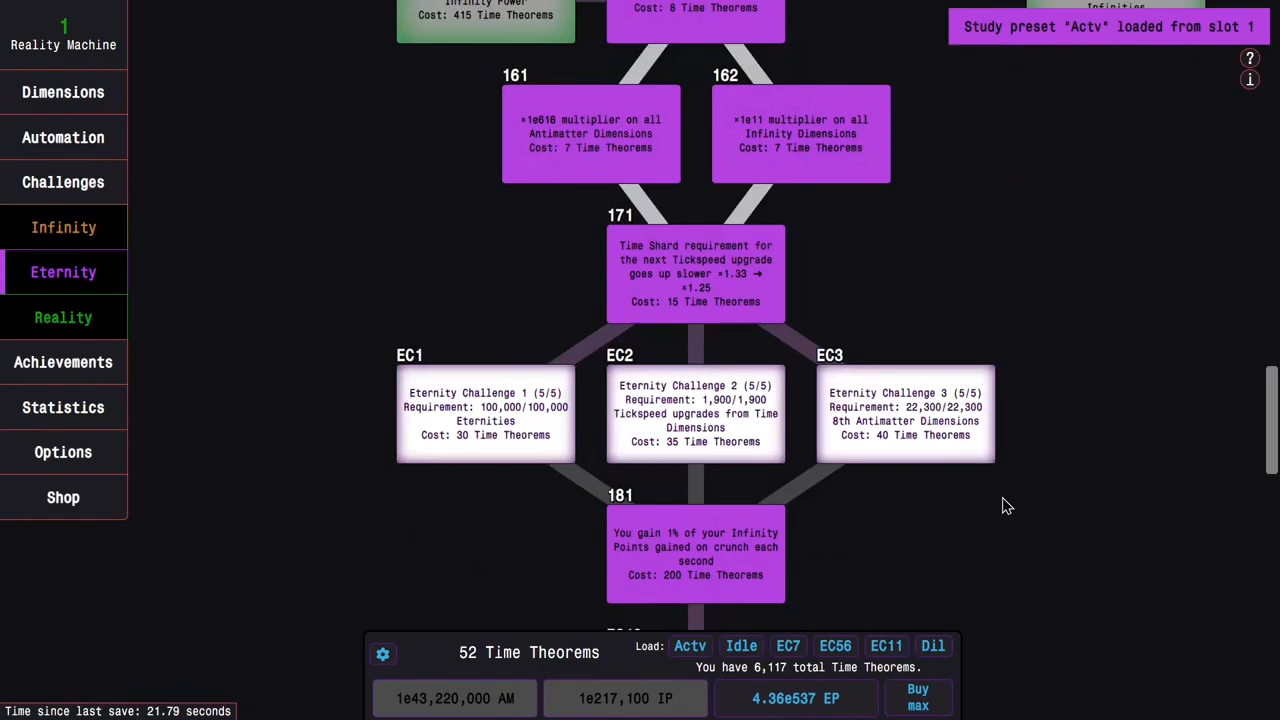 1
Reality Machine
Dimensions
Automation
Challenges
Infinity
Eternity
Reality
Achievements
Statistics
Options
Shop
Infinity Power
Cost: 415 Time Theorems
Cost: 8 Time Theorems
Infinities
Study preset "Actv" loaded from slot 1
?
i
161
×1e616 multiplier on all
Antimatter Dimensions
Cost: 7 Time Theorems
162
×1e11 multiplier on all
Infinity Dimensions
Cost: 7 Time Theorems
171
Time Shard requirement for
the next Tickspeed upgrade
goes up slower ×1.33 →
×1.25
Cost: 15 Time Theorems
EC1
Eternity Challenge 1 (5/5)
Requirement: 100,000/100,000
Eternities
Cost: 30 Time Theorems
EC2
Eternity Challenge 2 (5/5)
Requirement: 1,900/1,900
Tickspeed upgrades from Time
Dimensions
Cost: 35 Time Theorems
EC3
Eternity Challenge 3 (5/5)
Requirement: 22,300/22,300
8th Antimatter Dimensions
Cost: 40 Time Theorems
181
You gain 1% of your Infinity
Points gained on crunch each
second
Cost: 200 Time Theorems
52 Time Theorems
Load: Actv Idle EC7 EC56 EC11 Dil
You have 6,117 total Time Theorems.
1e43,220,000 AM
1e217,100 IP
4.36e537 EP
Buy
max
Time since last save: 21.79 seconds